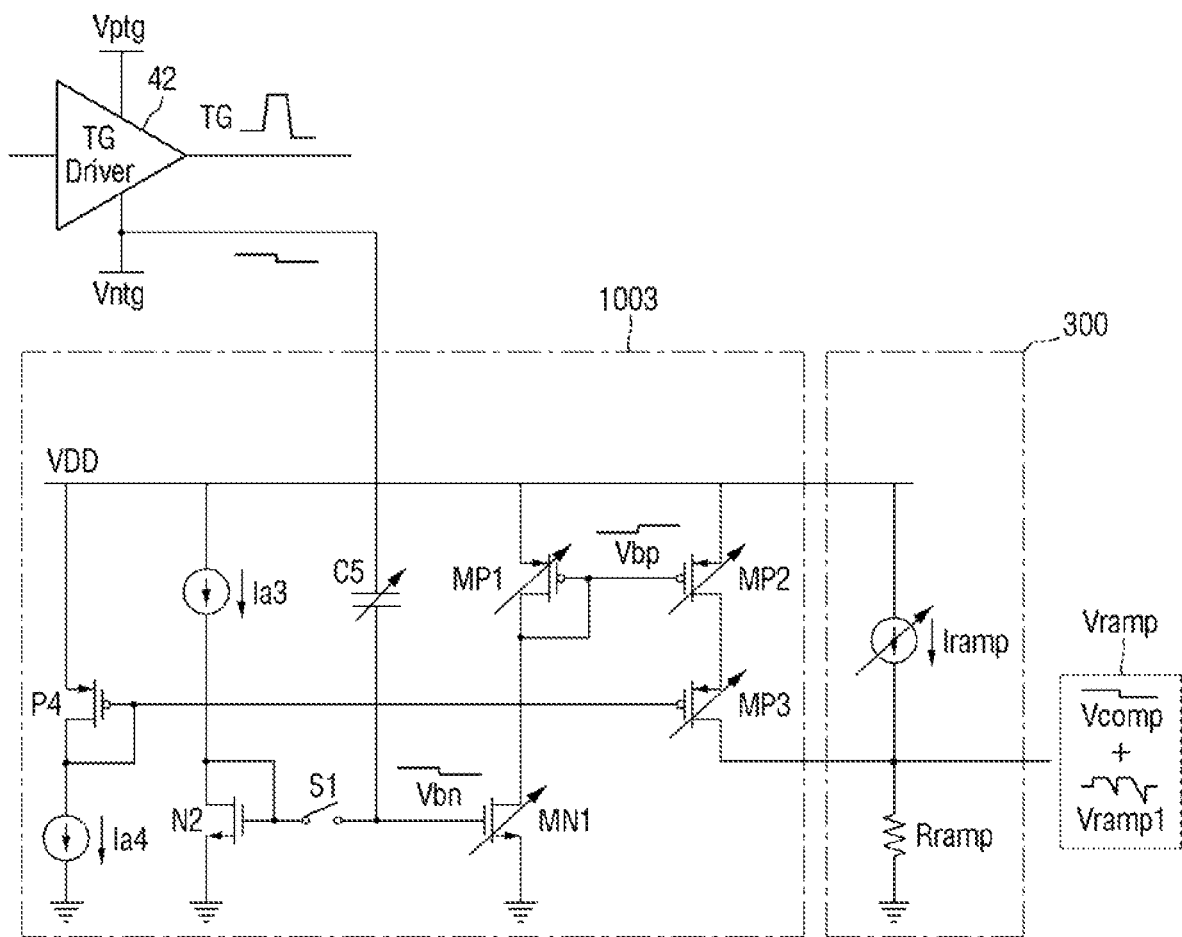 Vptg
42
TG
TG
Driver
Vntg
1003
300
VDD
Ia3
C5
MP1
Vbp
MP2
Iramp
Vramp
P4
MP3
Vcomp
+
Vramp1
Ia4
N2
S1
Vbn
MN1
Rramp